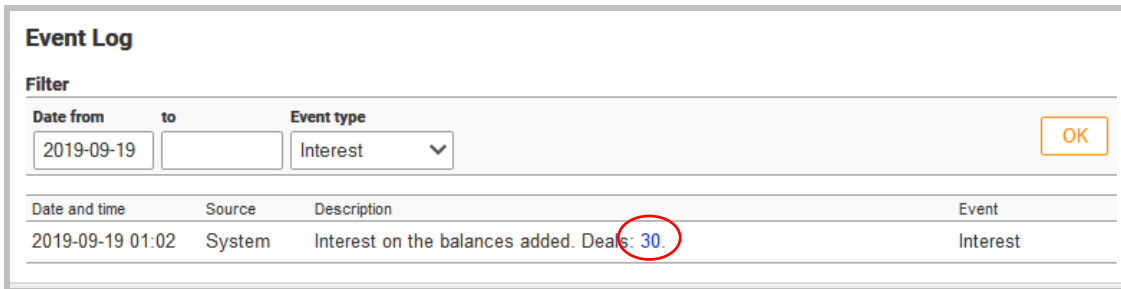 Event Log
Filter
Date from to Event type
2019-09-19 Interest OK
Date and time Source Description Event
2019-09-19 01:02 System Interest on the balances added. Deals: 30. Interest